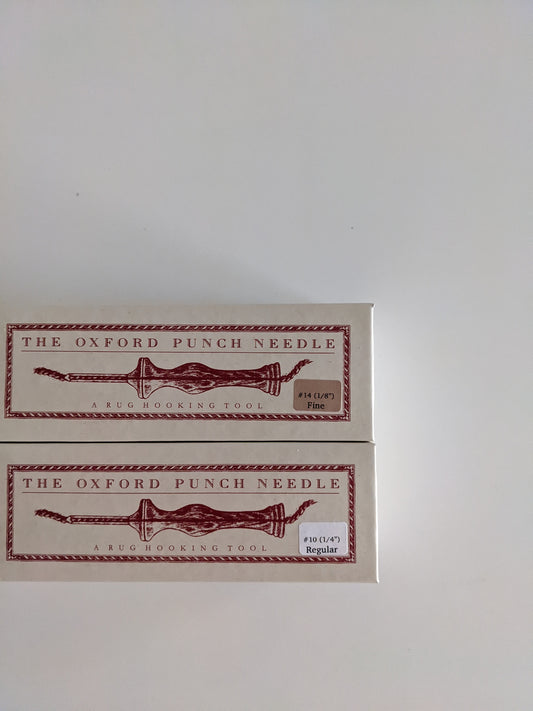 THE OXFORD PUNCH NEEDLE
#14 (1/8")
Fine
A RUG HOOKING TOOL
THE OXFORD PUNCH NEEDLE
#10 (1/4")
Regular
A RUG HOOKING TOOL